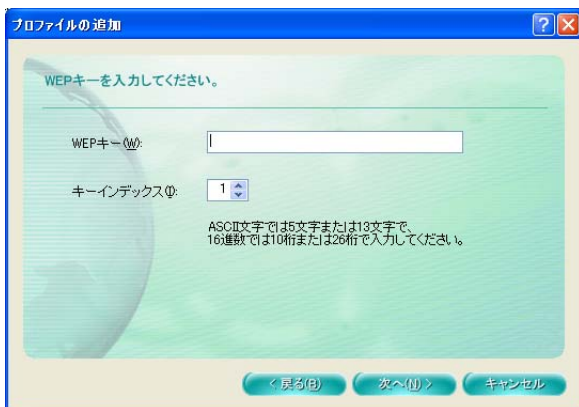 プロファイルの追加
WEPキーを入力してください。
WEPキー(W):
キーインデックス(I):
1
ASCII文字では5文字または13文字で、
16進数では10桁または26桁で入力してください。
< 戻る(B)
次へ(N) >
キャンセル